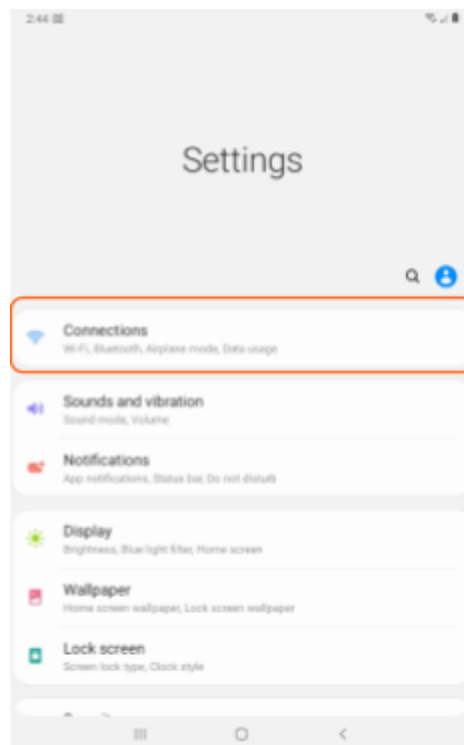 2:44
Settings
Connections
Wi-Fi, Bluetooth, Airplane mode, Data usage
Sounds and vibration
Sound mode, Volume
Notifications
App notifications, Status bar, Do not disturb
Display
Brightness, Blue light filter, Home screen
Wallpaper
Home screen wallpaper, Lock screen wallpaper
Lock screen
Screen lock type, Clock style